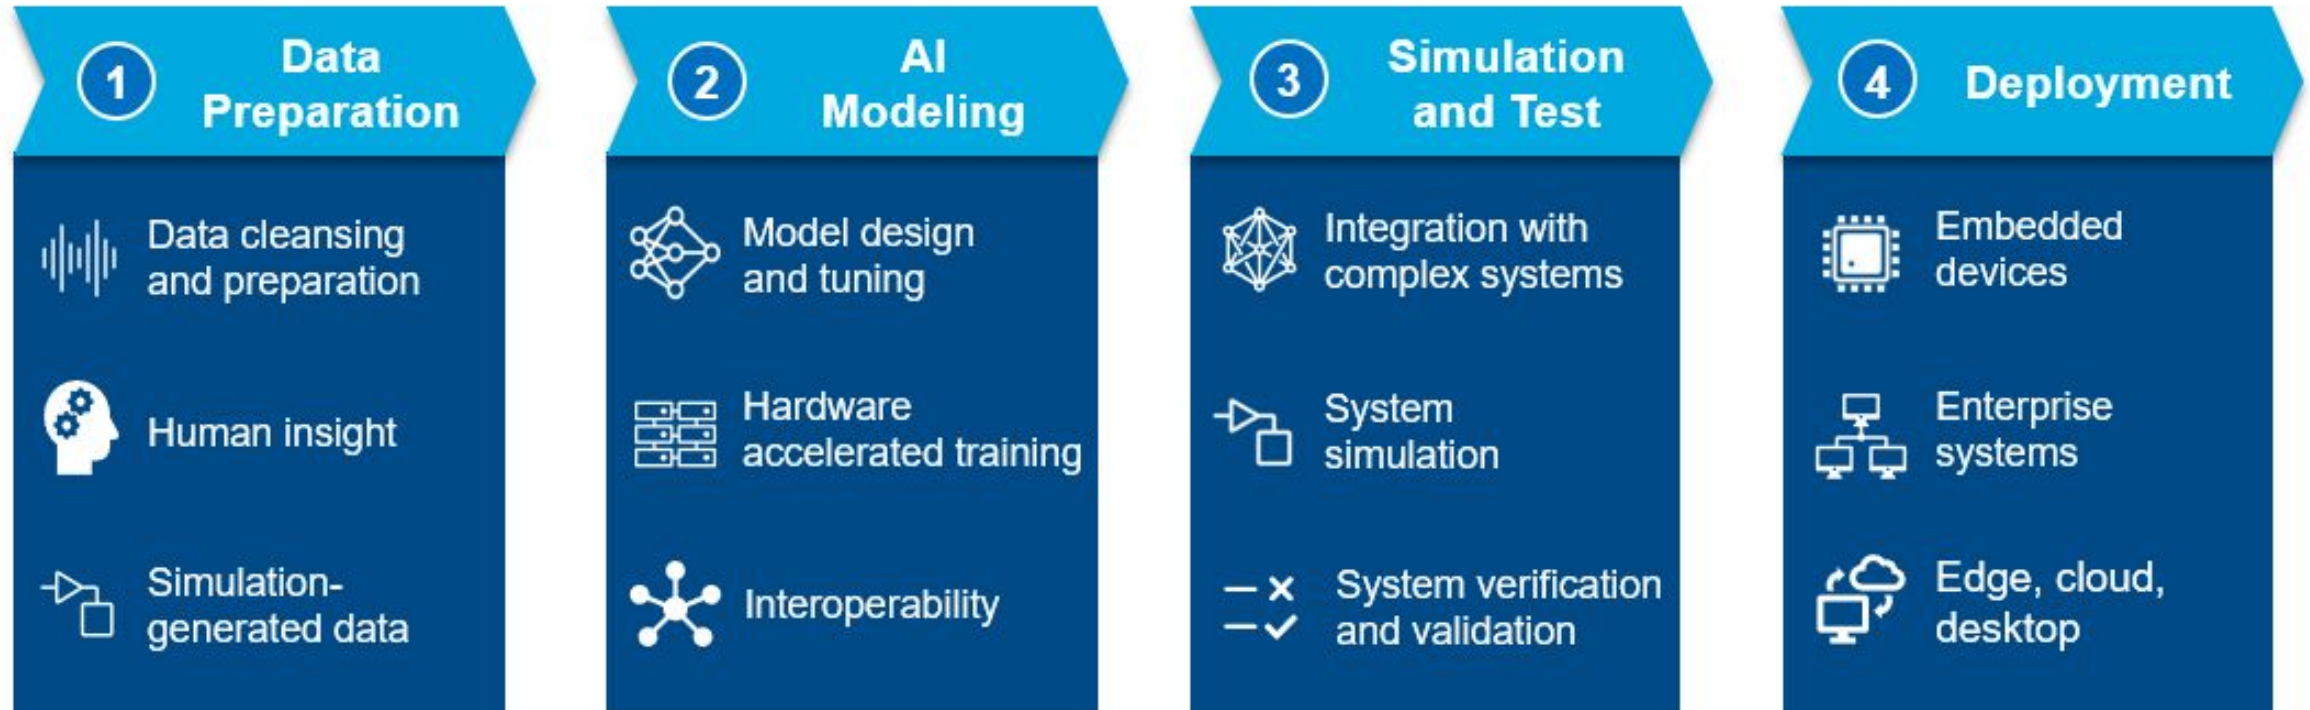 1
Data
Preparation
Data cleansing
and preparation
Human insight
Simulation-
generated data
2
AI
Modeling
Model design
and tuning
Hardware
accelerated training
Interoperability
3
Simulation
and Test
Integration with
complex systems
System
simulation
System verification
and validation
4
Deployment
Embedded
devices
Enterprise
systems
Edge, cloud,
desktop